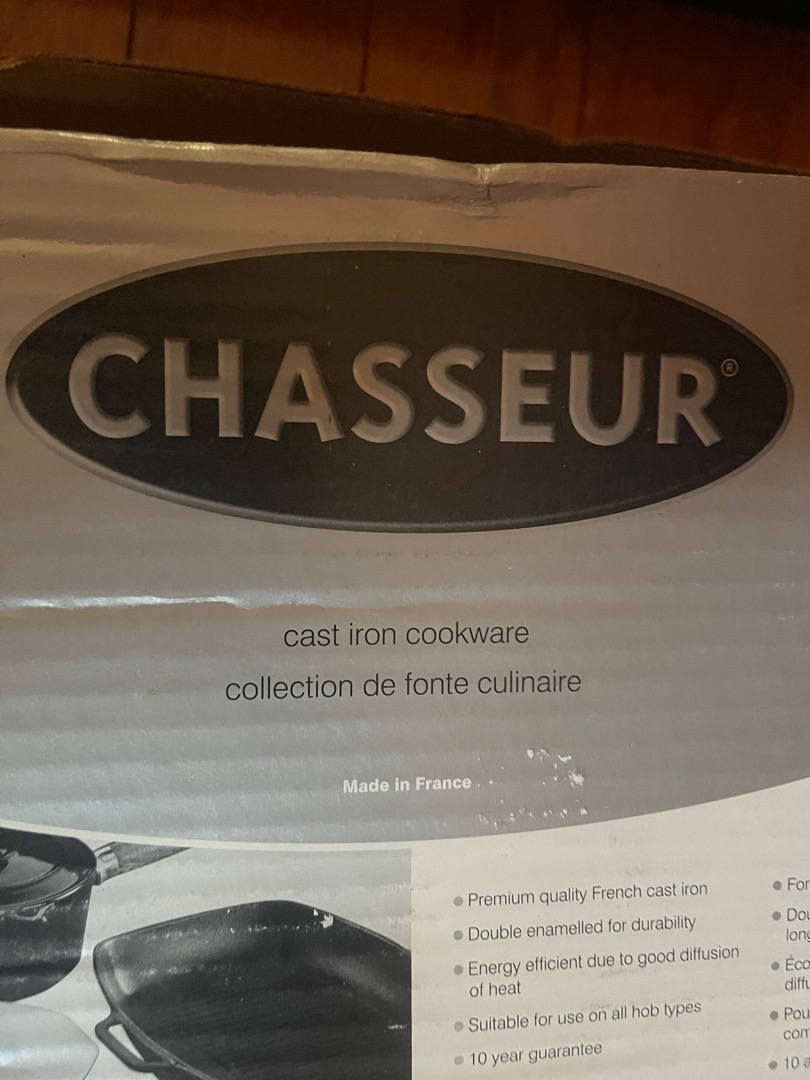 CHASSEUR®
cast iron cookware
collection de fonte culinaire
Made in France
Premium quality French cast iron
Double enamelled for durability
Energy efficient due to good diffusion
of heat
Suitable for use on all hob types
10 year guarantee
10